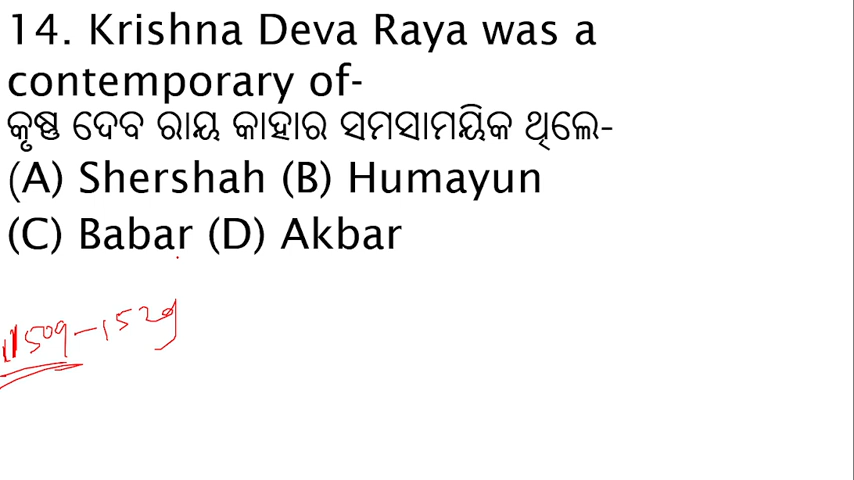 14. Krishna Deva Raya was a
contemporary of-
କୃଷ୍ଣ ଦେବ ରାୟ କାହାର ସମସାମୟିକ ଥିଲେ-
(A) Shershah (B) Humayun
(C) Babar (D) Akbar
1509-1529